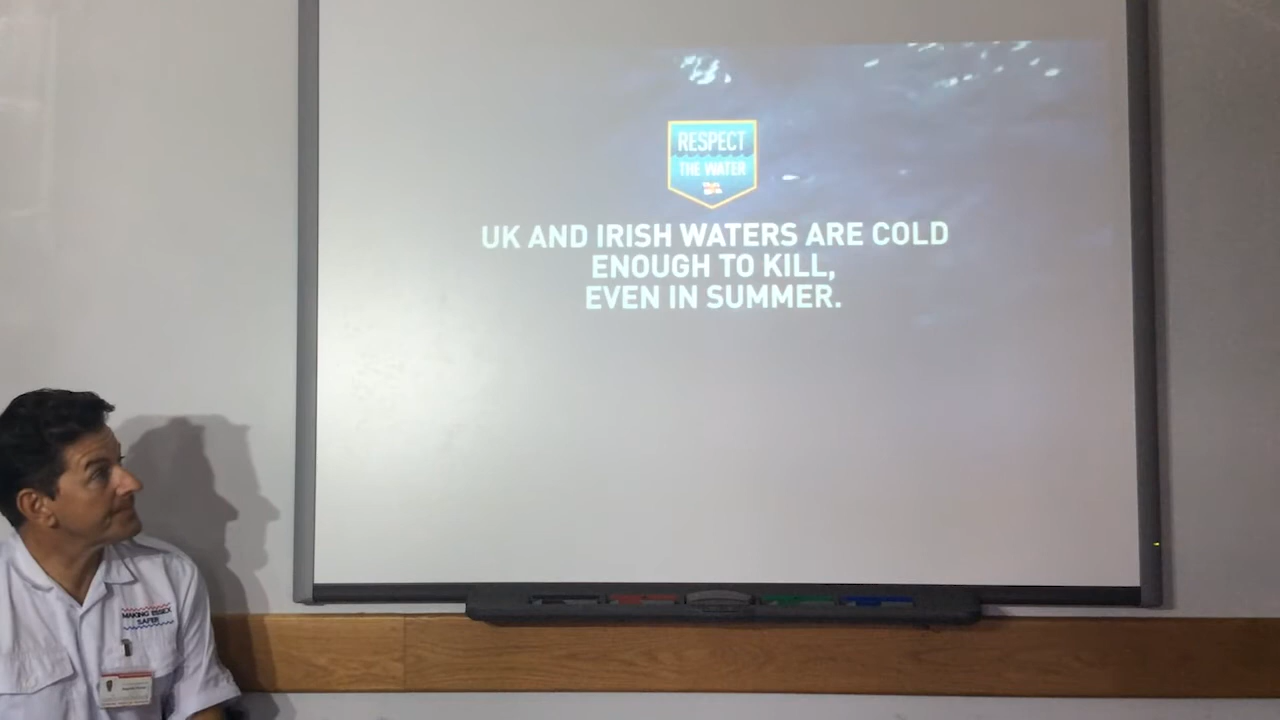 RESPECT
THE WATER
UK AND IRISH WATERS ARE COLD
ENOUGH TO KILL,
EVEN IN SUMMER.
MAKING ESSEX
SAFER